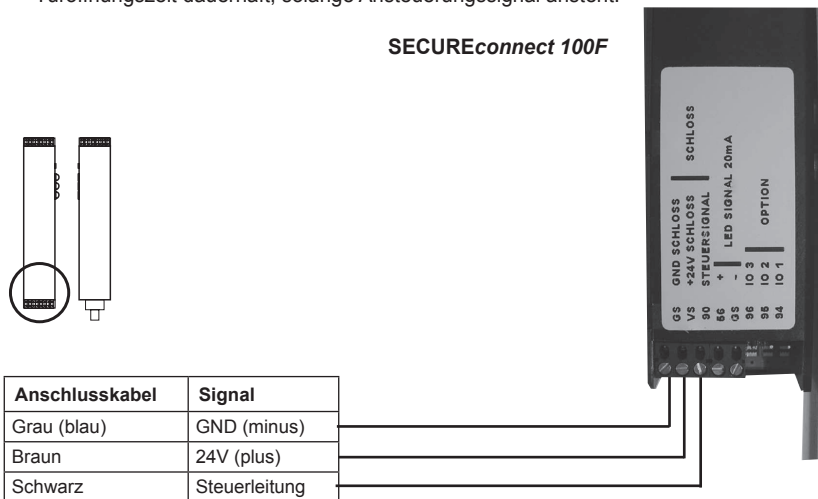 SECUREconnect 100F
SCHLOSS
LED SIGNAL 20mA
OPTION
GND SCHLOSS
+24V SCHLOSS
STEUERSIGNAL
+
-
IO 3
IO 2
IO 1
GS
VS
90
56
GS
96
95
94
Anschlusskabel Signal
Grau (blau) GND (minus)
Braun 24V (plus)
Schwarz Steuerleitung